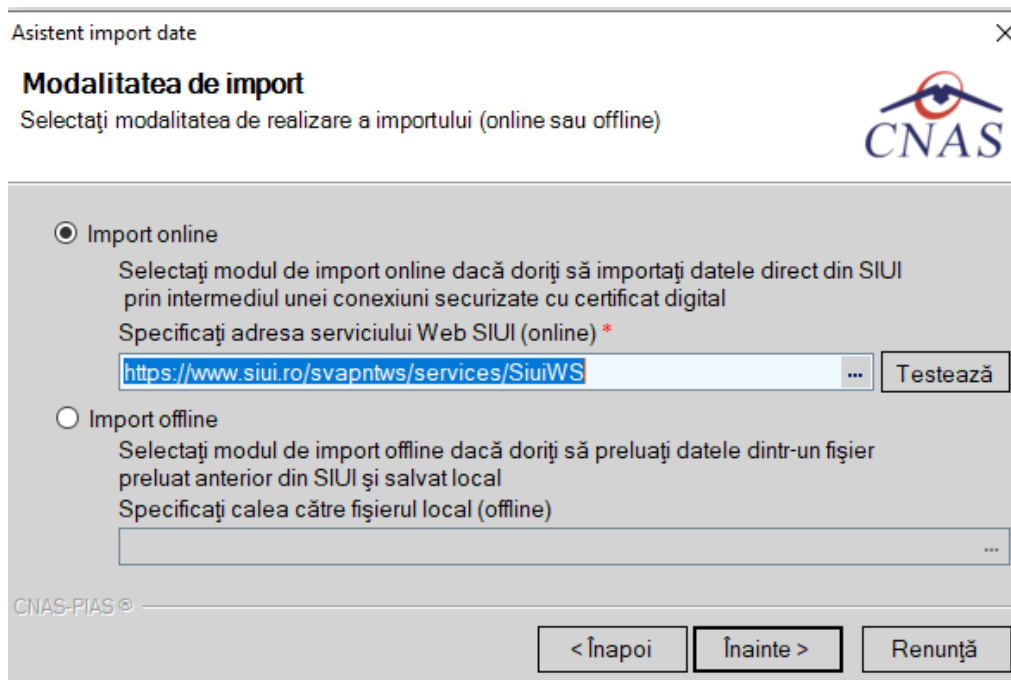 Asistent import date
Modalitatea de import
Selectaţi modalitatea de realizare a importului (online sau offline)
CNAS
Import online
Selectaţi modul de import online dacă doriţi să importaţi datele direct din SIUI
prin intermediul unei conexiuni securizate cu certificat digital
Specificaţi adresa serviciului Web SIUI (online) *
https://www.siui.ro/svapntws/services/SiuiWS ... Testează
Import offline
Selectaţi modul de import offline dacă doriţi să preluaţi datele dintr-un fişier
preluat anterior din SIUI şi salvat local
Specificaţi calea către fişierul local (offline)
...
CNAS-PIAS ®
< Înapoi Înainte > Renunţă